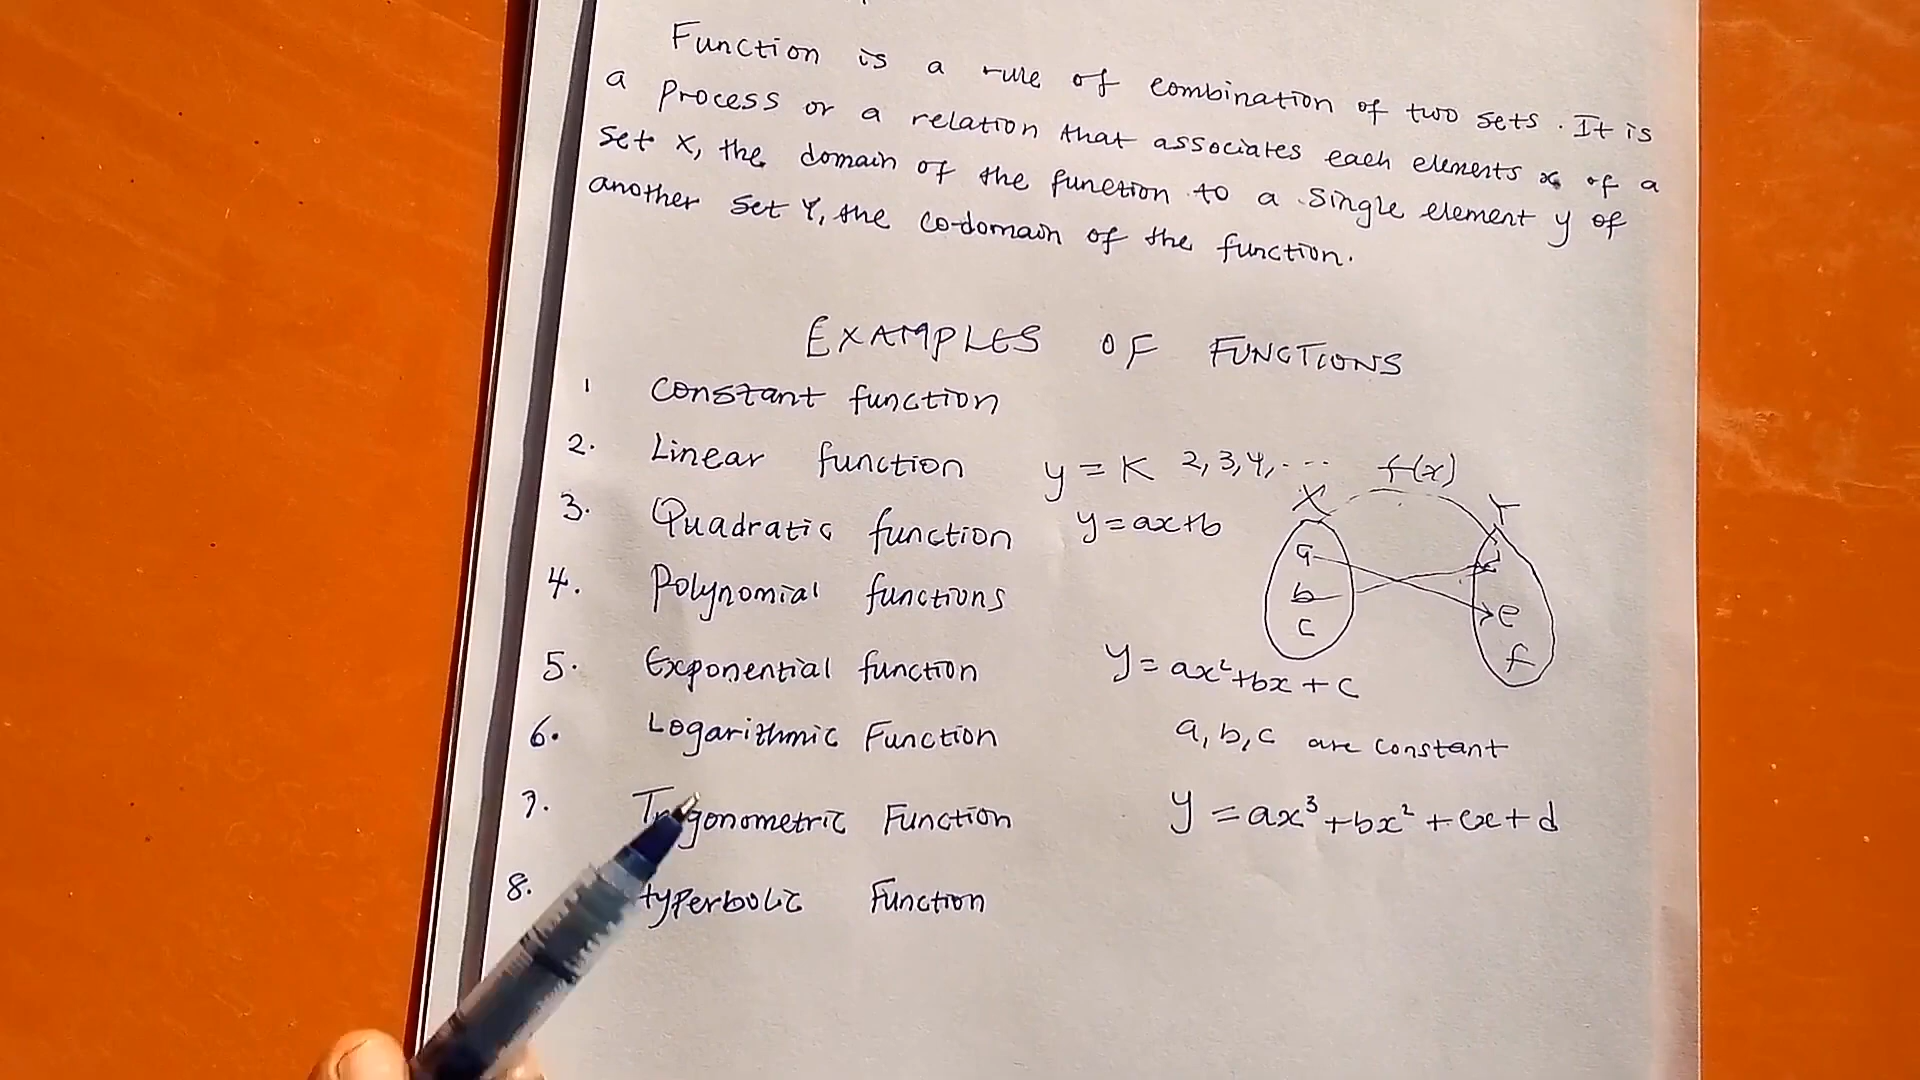 Function is a rule of combination of two sets. It is
a process or a relation that associates each elements x of a
set X, the domain of the function to a single element y of
another set Y, the co-domain of the function.
EXAMPLES OF FUNCTIONS
1 Constant function
2. Linear function
y = K 2, 3, 4, ...
f(x)
3. Quadratic function
y = ax+b
X
Y
a
b
c
e
f
4. Polynomial functions
5. Exponential function
y = ax²+bx + c
6. Logarithmic Function
a, b, c are constant
7. Trigonometric Function
y = ax³ + bx² + cx + d
8. Hyperbolic Function